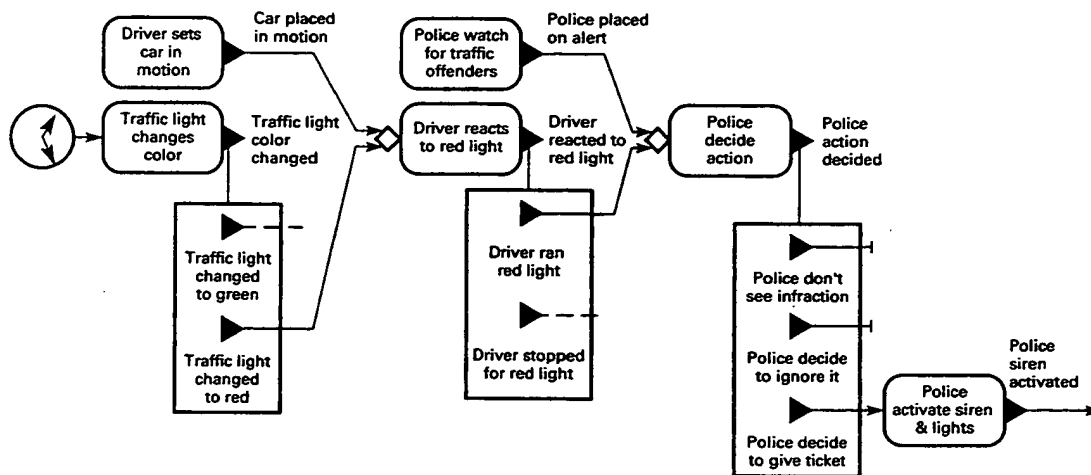 Driver sets
car in
motion
Car placed
in motion
Police watch
for traffic
offenders
Police placed
on alert
Traffic light
changes
color
Traffic light
color
changed
Driver reacts
to red light
Driver
reacted to
red light
Police
decide
action
Police
action
decided
Traffic light
changed
to green
Traffic light
changed
to red
Driver ran
red light
Driver stopped
for red light
Police don't
see infraction
Police decide
to ignore it
Police decide
to give ticket
Police
activate siren
& lights
Police
siren
activated